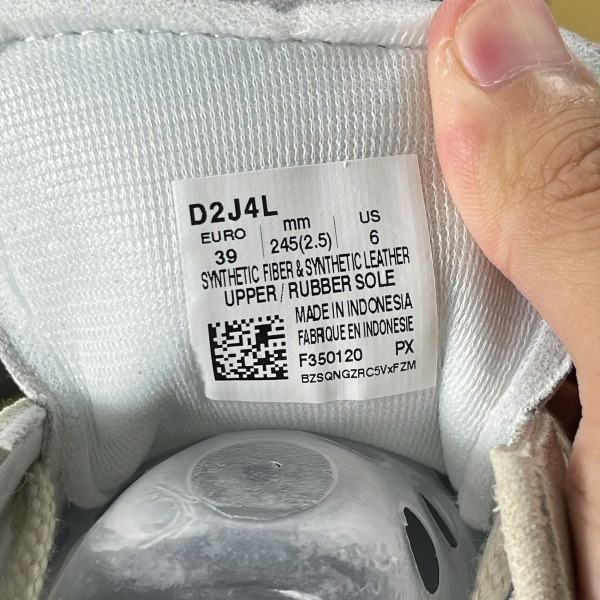 D2J4L
EURO mm US
39 245(2.5) 6
SYNTHETIC FIBER & SYNTHETIC LEATHER
UPPER / RUBBER SOLE
MADE IN INDONESIA
FABRIQUE EN INDONESIE
F350120 PX
BZSQNGZRC5VxFZM